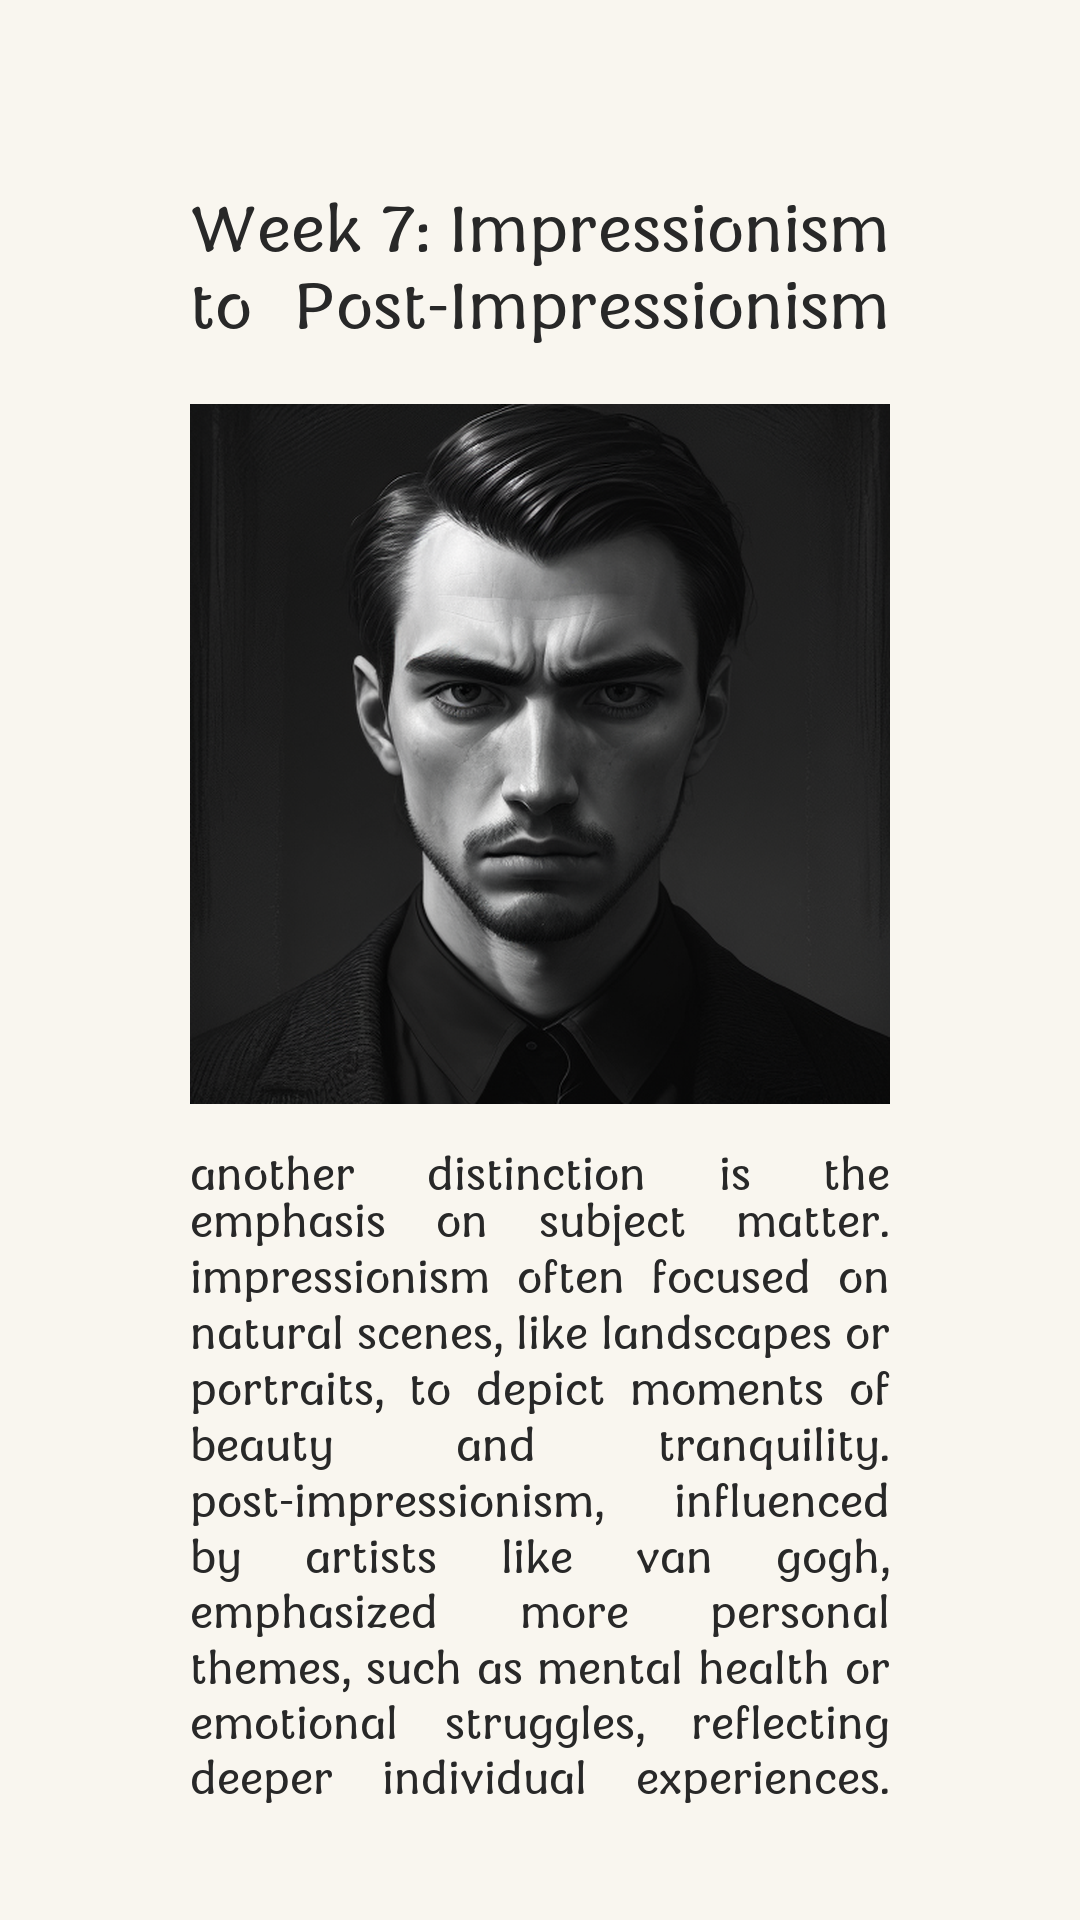 Week 7: Impressionism
to Post-Impressionism
another distinction is the
emphasis on subject matter.
impressionism often focused on
natural scenes, like landscapes or
portraits, to depict moments of
beauty and tranquility.
post-impressionism, influenced
by artists like van gogh,
emphasized more personal
themes, such as mental health or
emotional struggles, reflecting
deeper individual experiences.